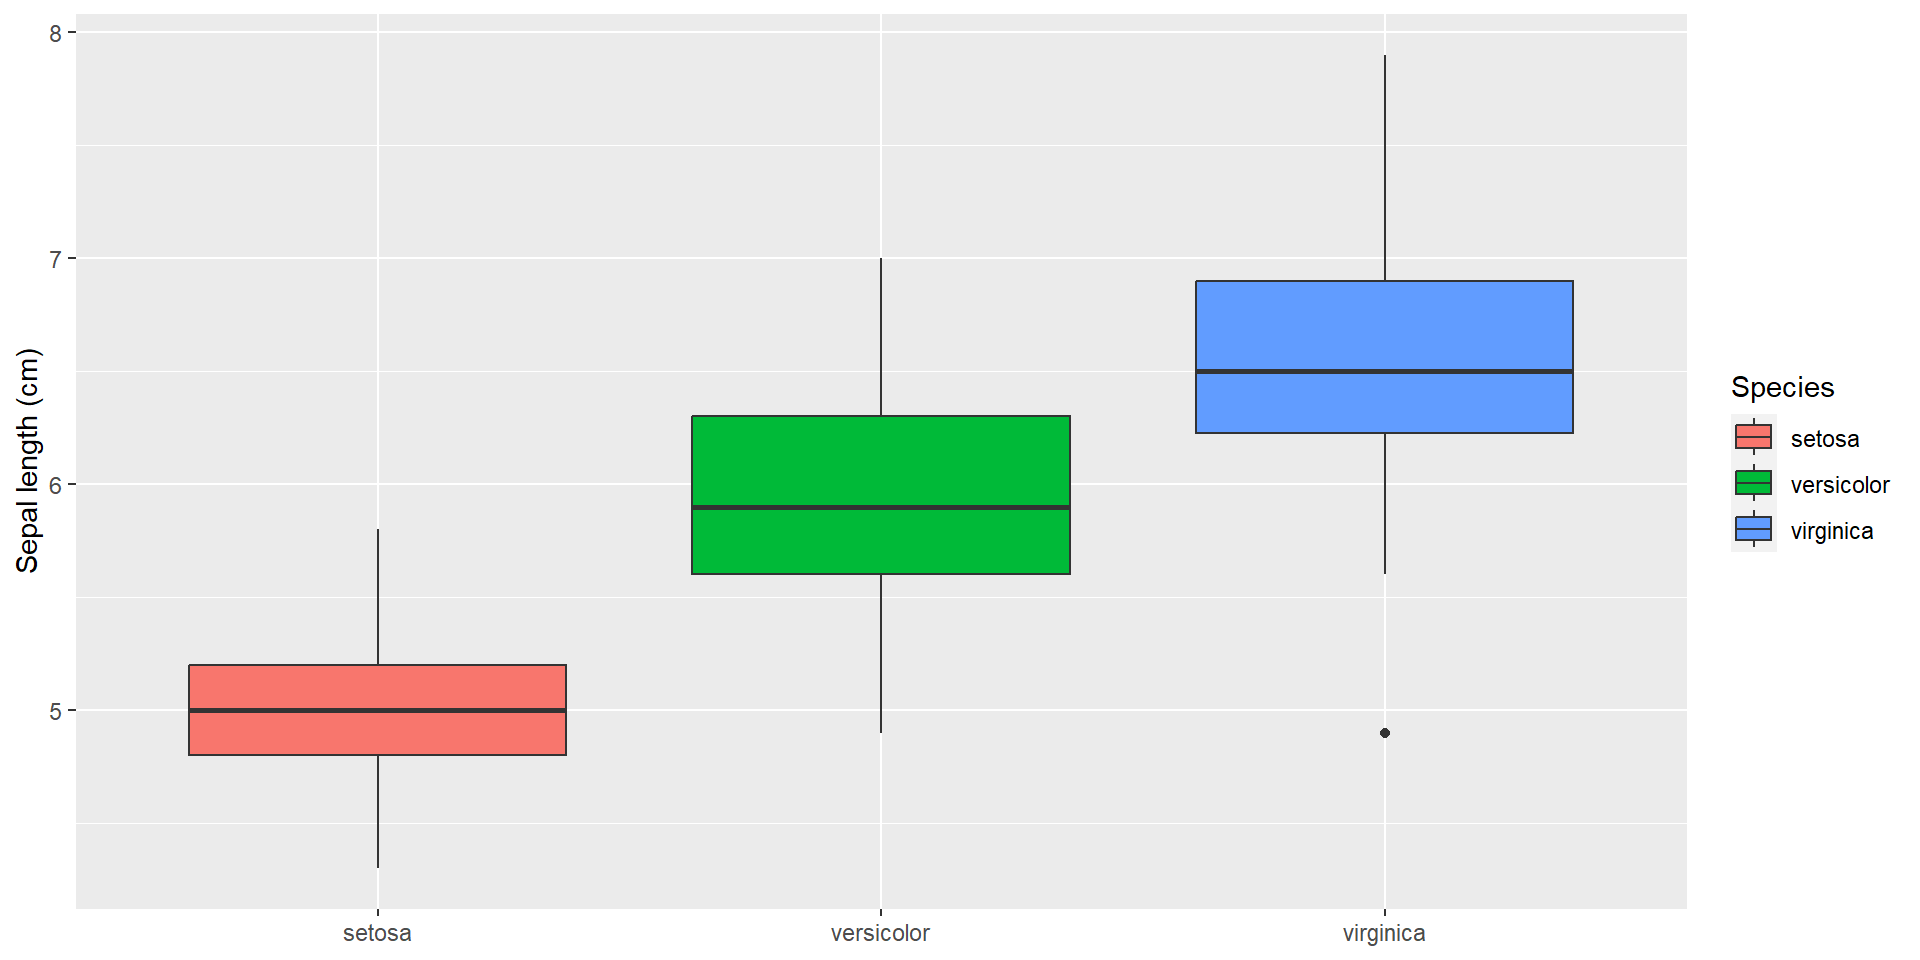 8
7
6
5
Sepal length (cm)
setosa
versicolor
virginica
Species
setosa
versicolor
virginica